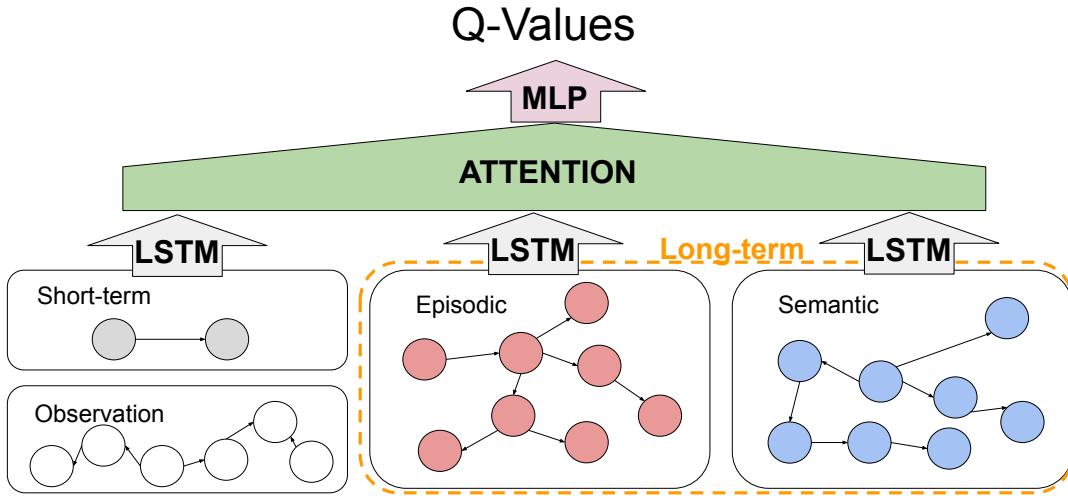 Q-Values
MLP
ATTENTION
LSTM
LSTM
Long-term
LSTM
Short-term
Episodic
Semantic
Observation